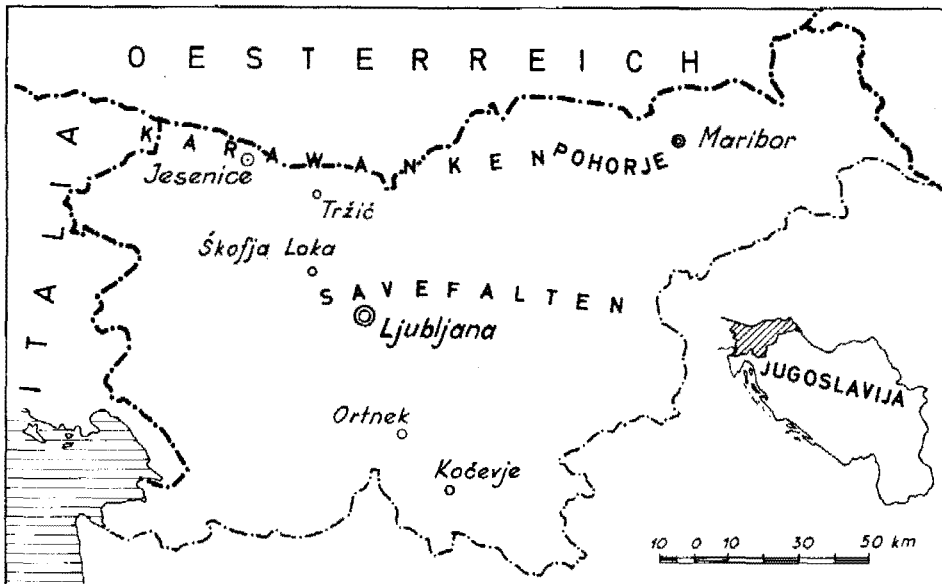 OESTERREICH
ITALIA
KARAWANKEN
POHORJE
Maribor
Jesenice
Tržič
Škofja Loka
SAVEFALTEN
Ljubljana
JUGOSLAVIJA
Ortnek
Kočevje
10 0 10 30 50 km